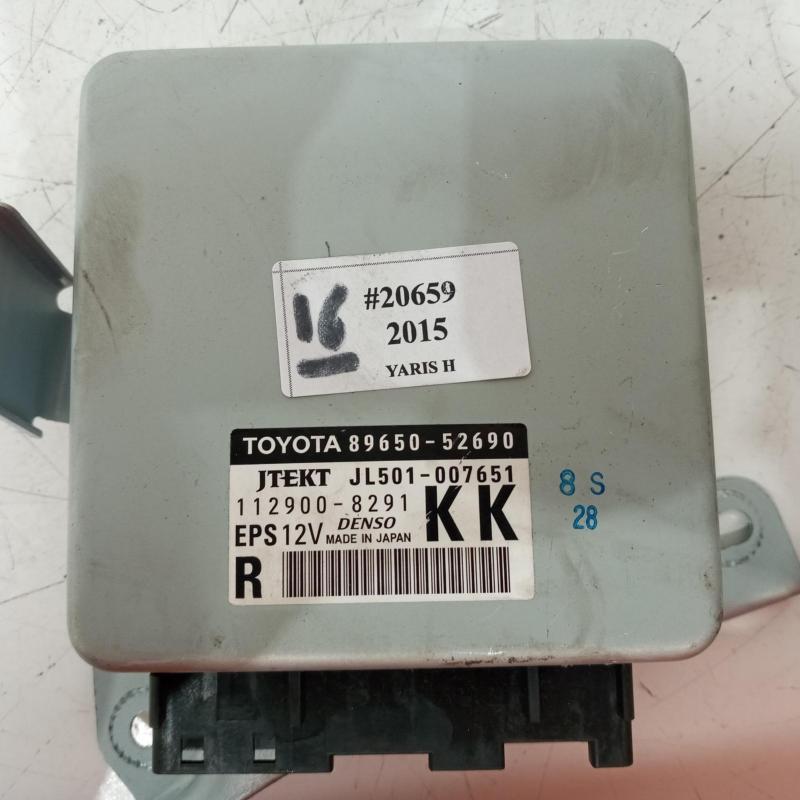 16
#20659
2015
YARIS H
TOYOTA 89650-52690
JTEKT JL501-007651
112900-8291 KK
EPS 12V DENSO MADE IN JAPAN
R
8 S
28